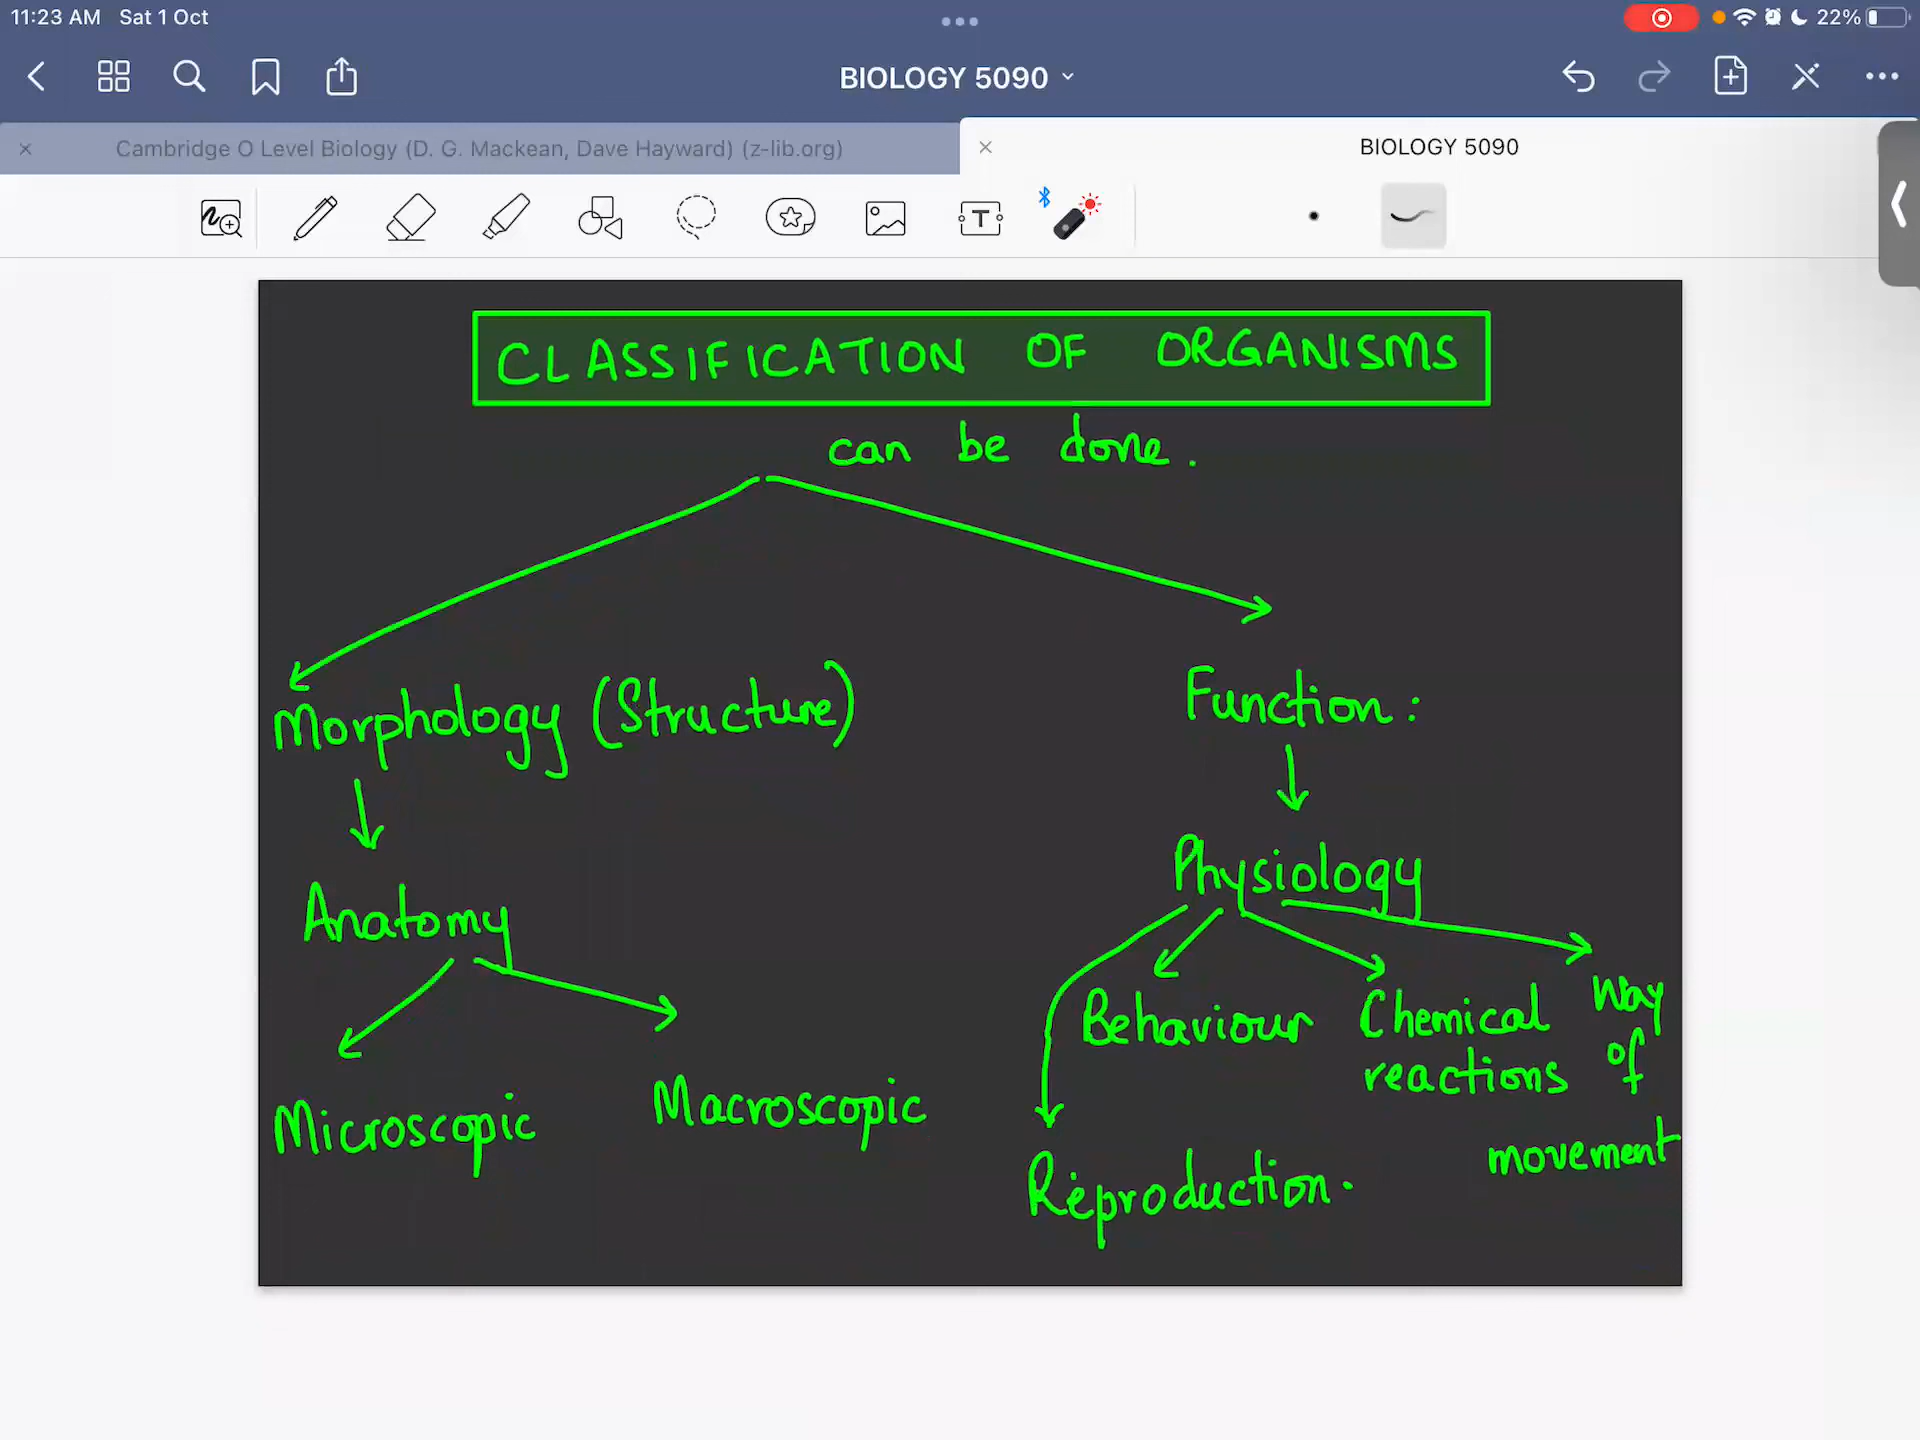 11:23 AM Sat 1 Oct
22%
BIOLOGY 5090
Cambridge O Level Biology (D. G. Mackean, Dave Hayward) (z-lib.org)
BIOLOGY 5090
T
CLASSIFICATION OF ORGANISMS
can be done.
Morphology (Structure)
Function:
Anatomy
Physiology
Microscopic
Macroscopic
Behaviour
Chemical
reactions
Way
of
movement
Reproduction.